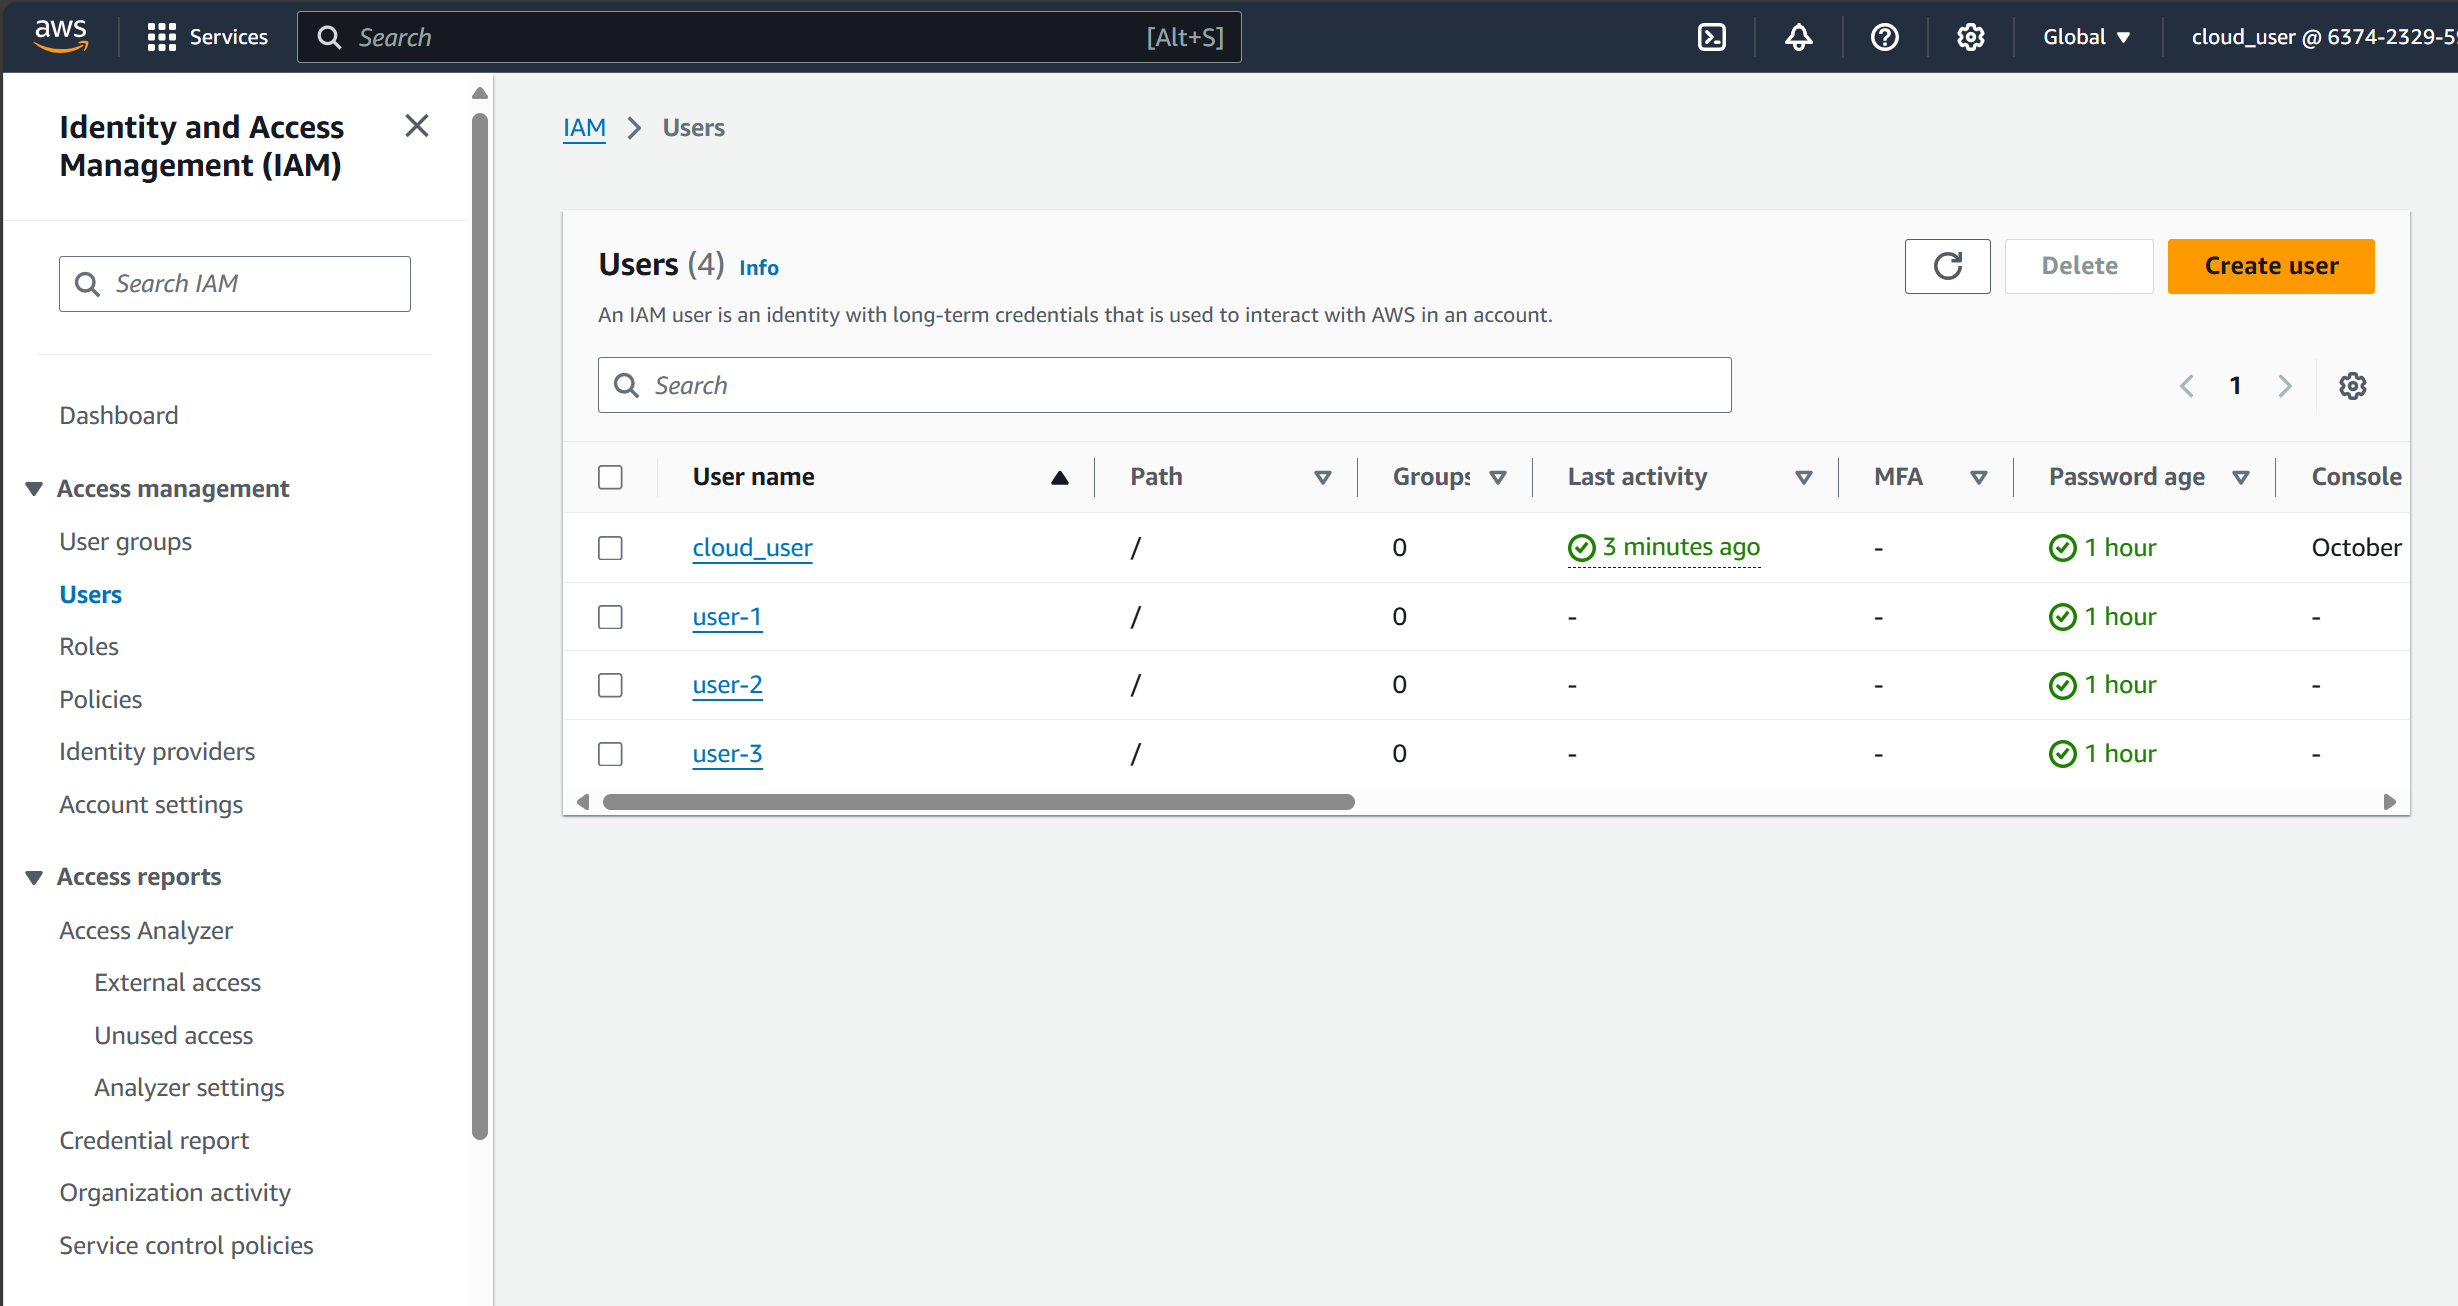 aws Services Search [Alt+S] Global cloud_user @ 6374-2329-
Identity and Access
Management (IAM)
Search IAM
Dashboard
Access management
User groups
Users
Roles
Policies
Identity providers
Account settings
Access reports
Access Analyzer
External access
Unused access
Analyzer settings
Credential report
Organization activity
Service control policies
IAM > Users
Users (4) Info
Delete
Create user
An IAM user is an identity with long-term credentials that is used to interact with AWS in an account.
Search
1
User name Path Groups Last activity MFA Password age Console
cloud_user / 0 3 minutes ago - 1 hour October
user-1 / 0 - - 1 hour -
user-2 / 0 - - 1 hour -
user-3 / 0 - - 1 hour -